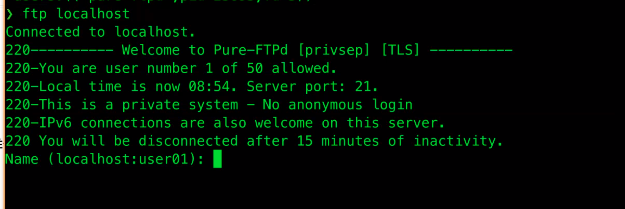 ❯ ftp localhost
Connected to localhost.
220---------- Welcome to Pure-FTPd [privsep] [TLS] ----------
220-You are user number 1 of 50 allowed.
220-Local time is now 08:54. Server port: 21.
220-This is a private system - No anonymous login
220-IPv6 connections are also welcome on this server.
220 You will be disconnected after 15 minutes of inactivity.
Name (localhost:user01):